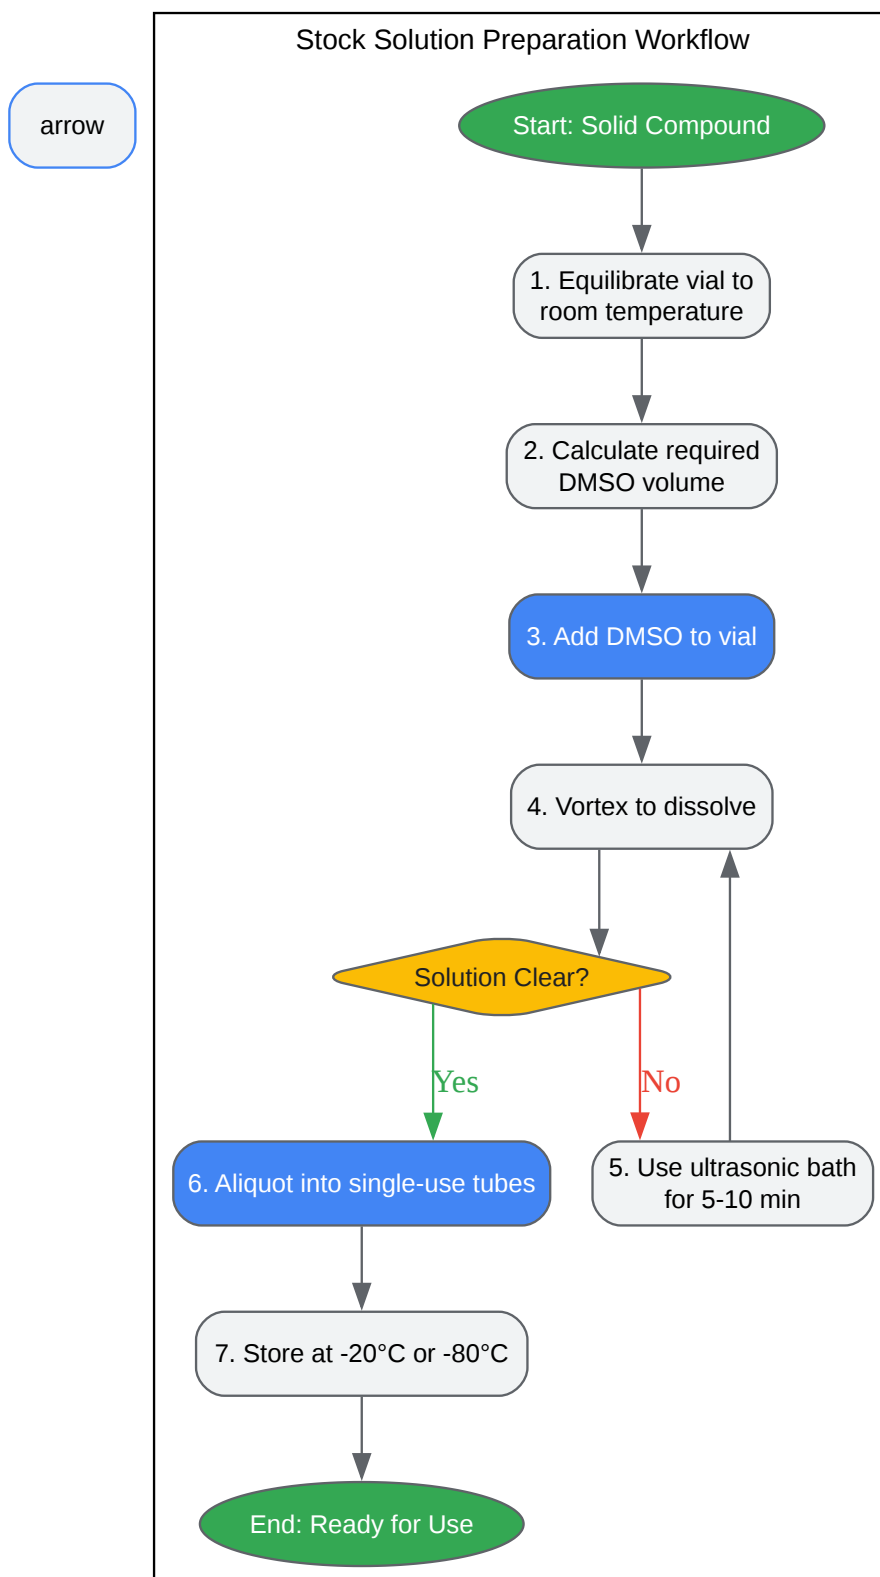 Stock Solution Preparation Workflow
arrow
Start: Solid Compound
1. Equilibrate vial to
room temperature
2. Calculate required
DMSO volume
3. Add DMSO to vial
4. Vortex to dissolve
Solution Clear?
Yes
No
6. Aliquot into single-use tubes
5. Use ultrasonic bath
for 5-10 min
7. Store at -20°C or -80°C
End: Ready for Use